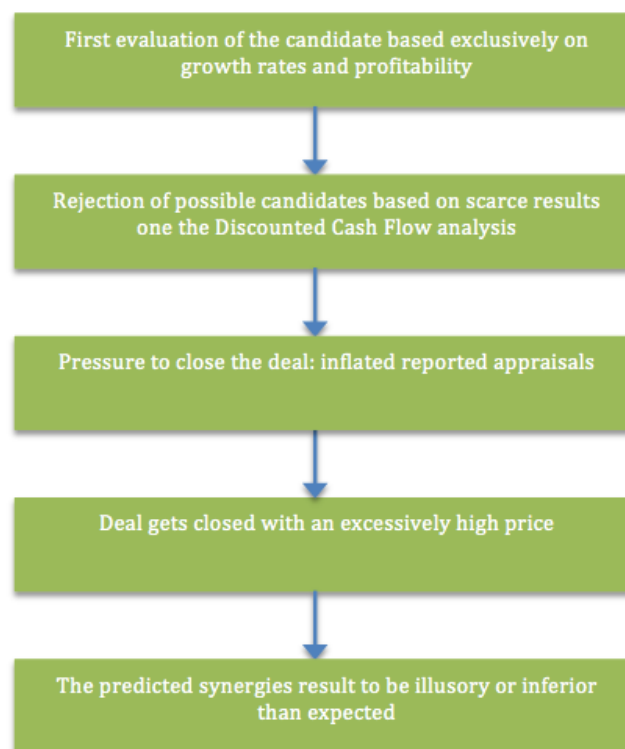 First evaluation of the candidate based exclusively on
growth rates and profitability
Rejection of possible candidates based on scarce results
one the Discounted Cash Flow analysis
Pressure to close the deal: inflated reported appraisals
Deal gets closed with an excessively high price
The predicted synergies result to be illusory or inferior
than expected